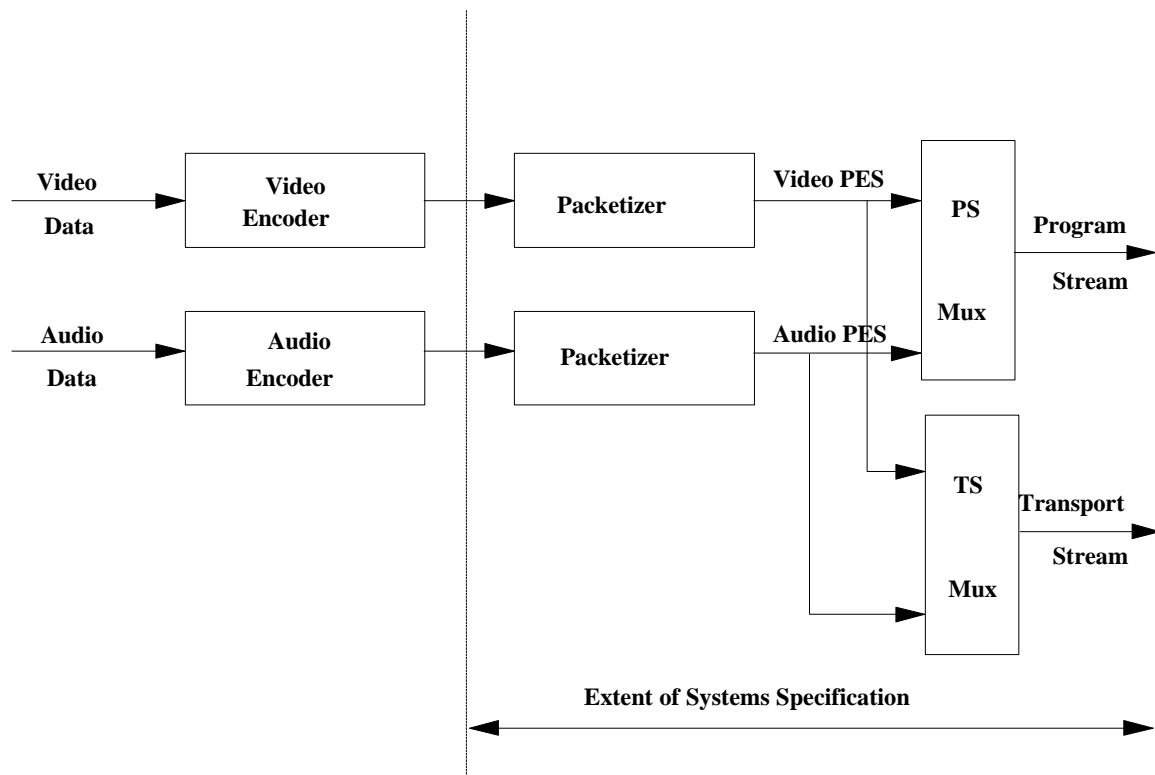 Video
Data
Video
Encoder
Packetizer
Video PES
PS
Mux
Program
Stream
Audio
Data
Audio
Encoder
Packetizer
Audio PES
TS
Mux
Transport
Stream
Extent of Systems Specification